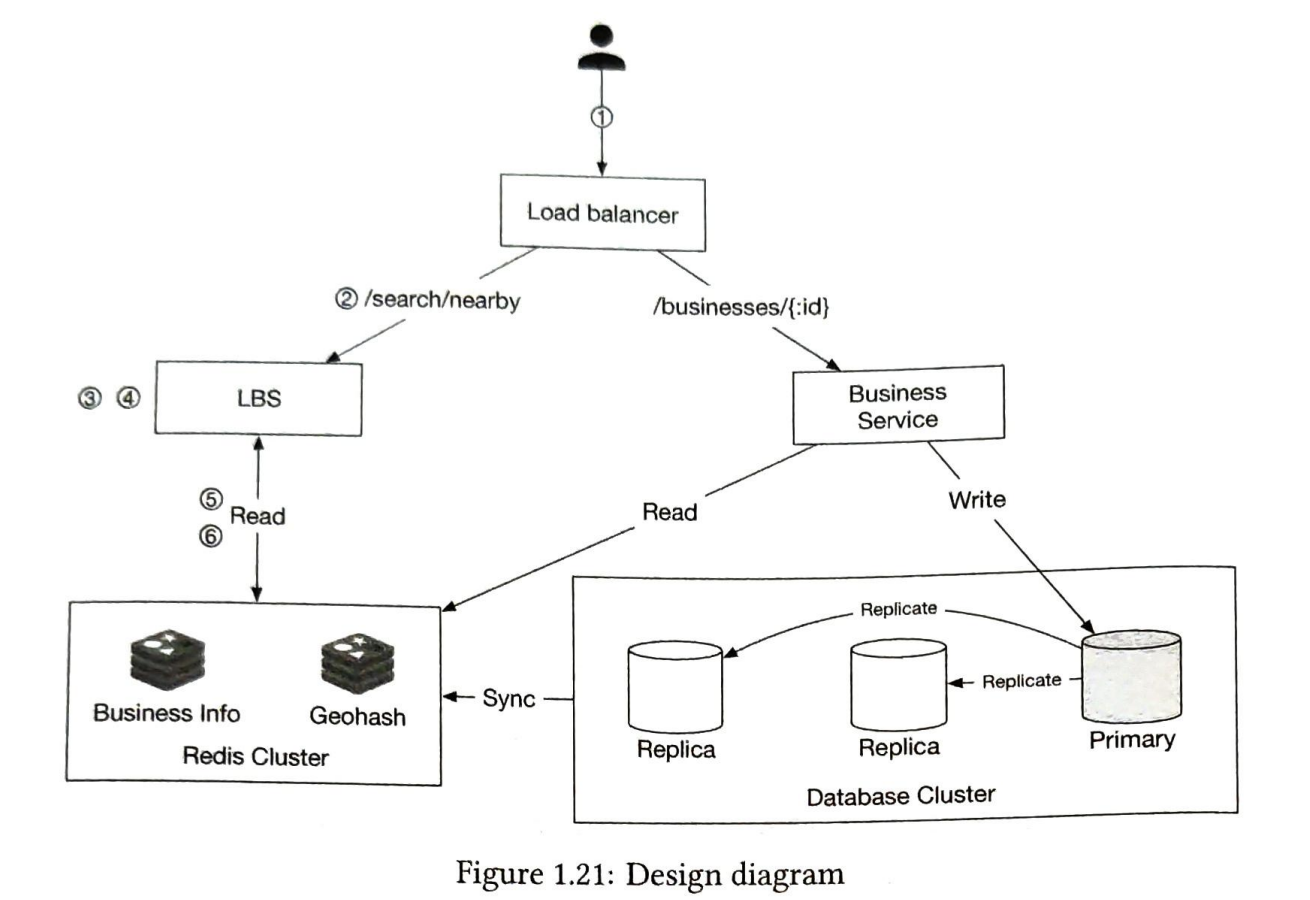 ①
Load balancer
② /search/nearby
/businesses/{:id}
③ ④
LBS
Business
Service
⑤
Read
⑥
Read
Write
Replicate
Replicate
Business Info
Geohash
Redis Cluster
Sync
Replica
Replica
Primary
Database Cluster
Figure 1.21: Design diagram